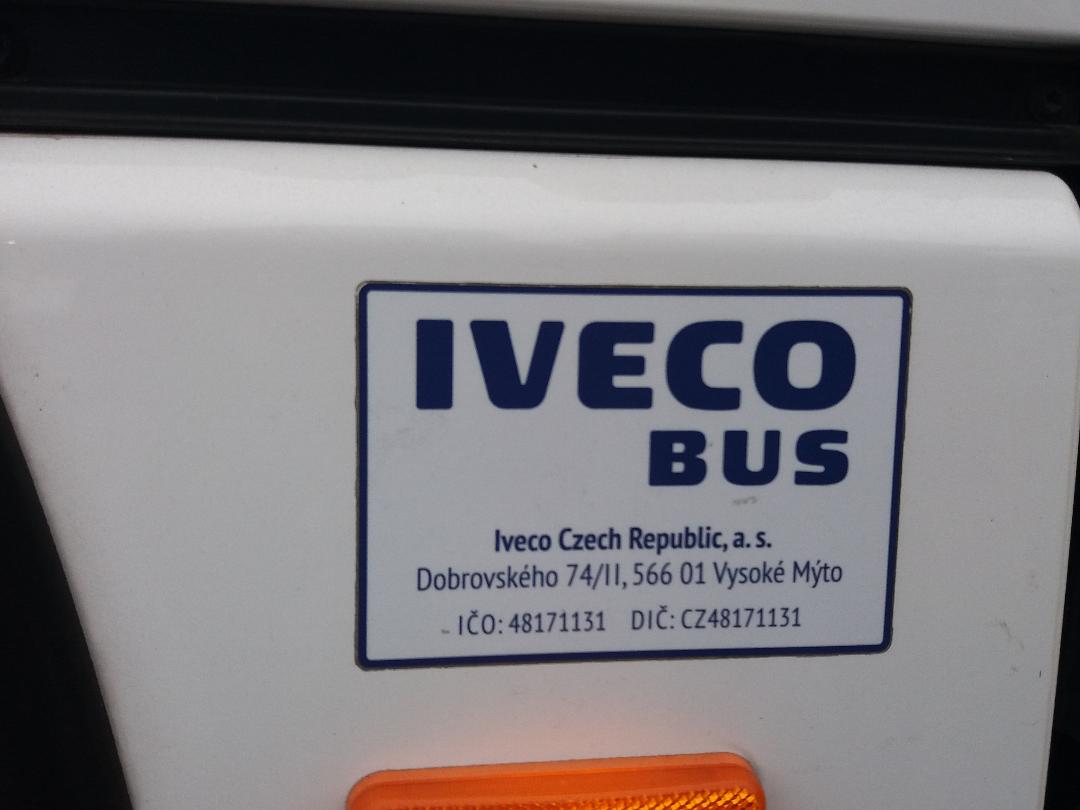 IVECO
BUS
Iveco Czech Republic, a. s.
Dobrovského 74/II, 566 01 Vysoké Mýto
IČO: 48171131 DIČ: CZ48171131